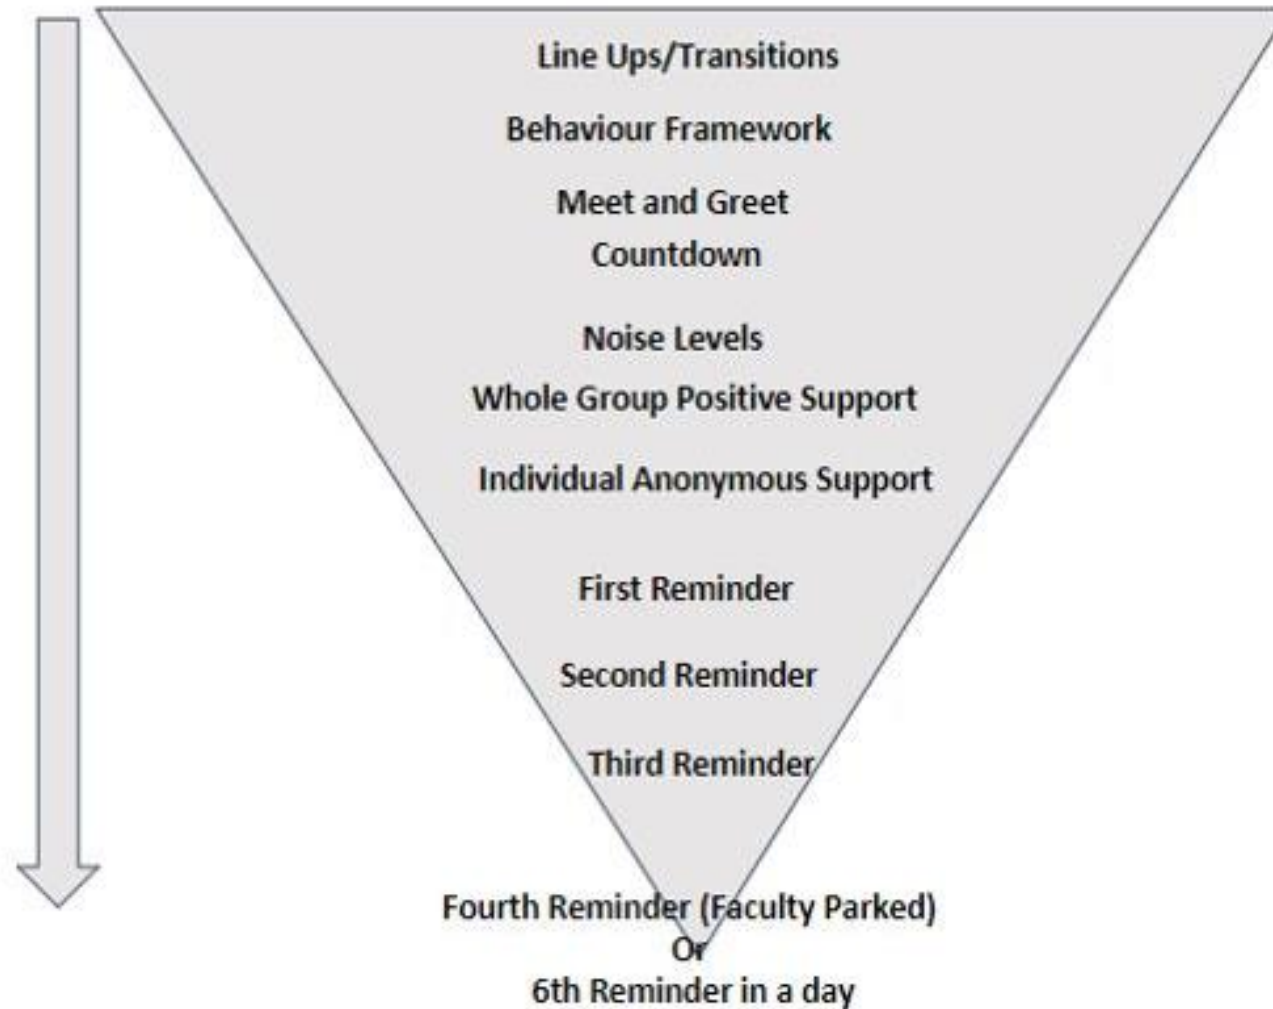 Line Ups/Transitions
Behaviour Framework
Meet and Greet
Countdown
Noise Levels
Whole Group Positive Support
Individual Anonymous Support
First Reminder
Second Reminder
Third Reminder
Fourth Reminder (Faculty Parked)
Or
6th Reminder in a day